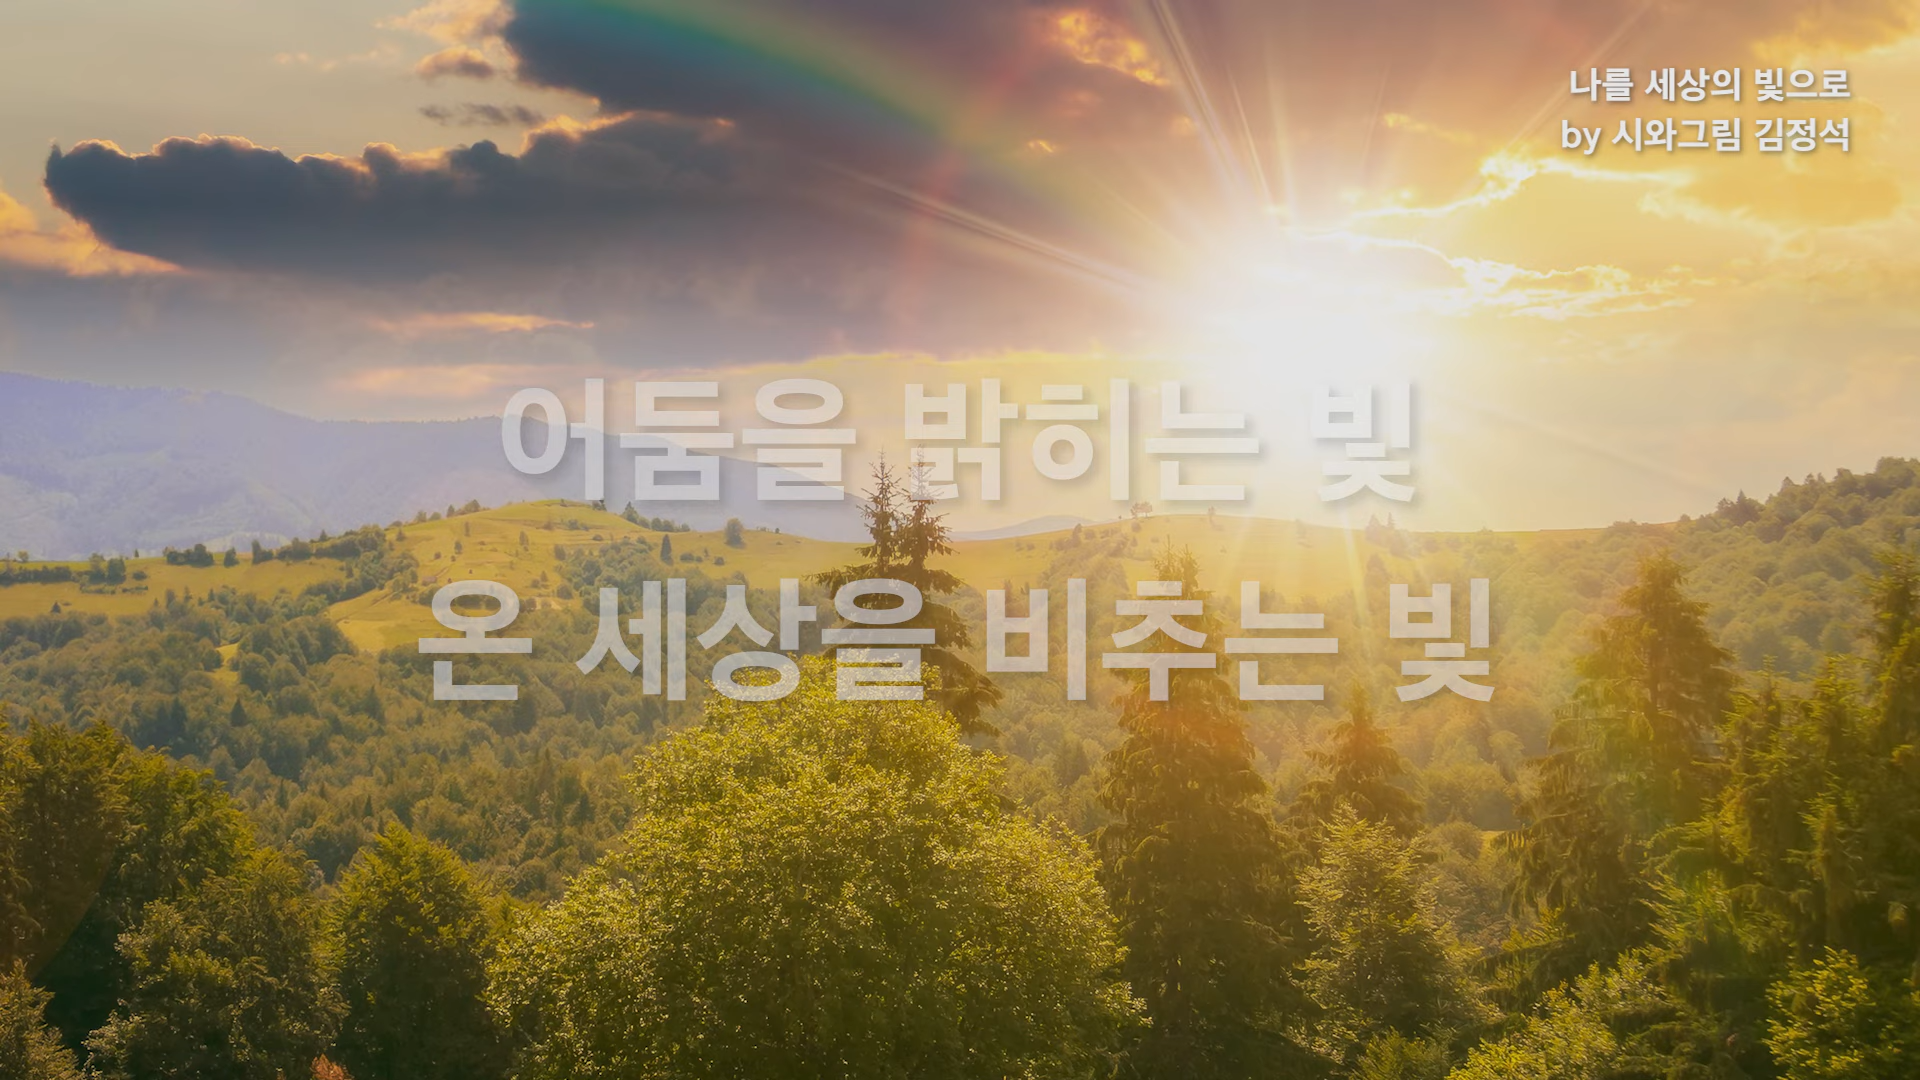 나를 세상의 빛으로
by 시와그림 김정석
어둠을 밝히는 빛
온 세상을 비추는 빛